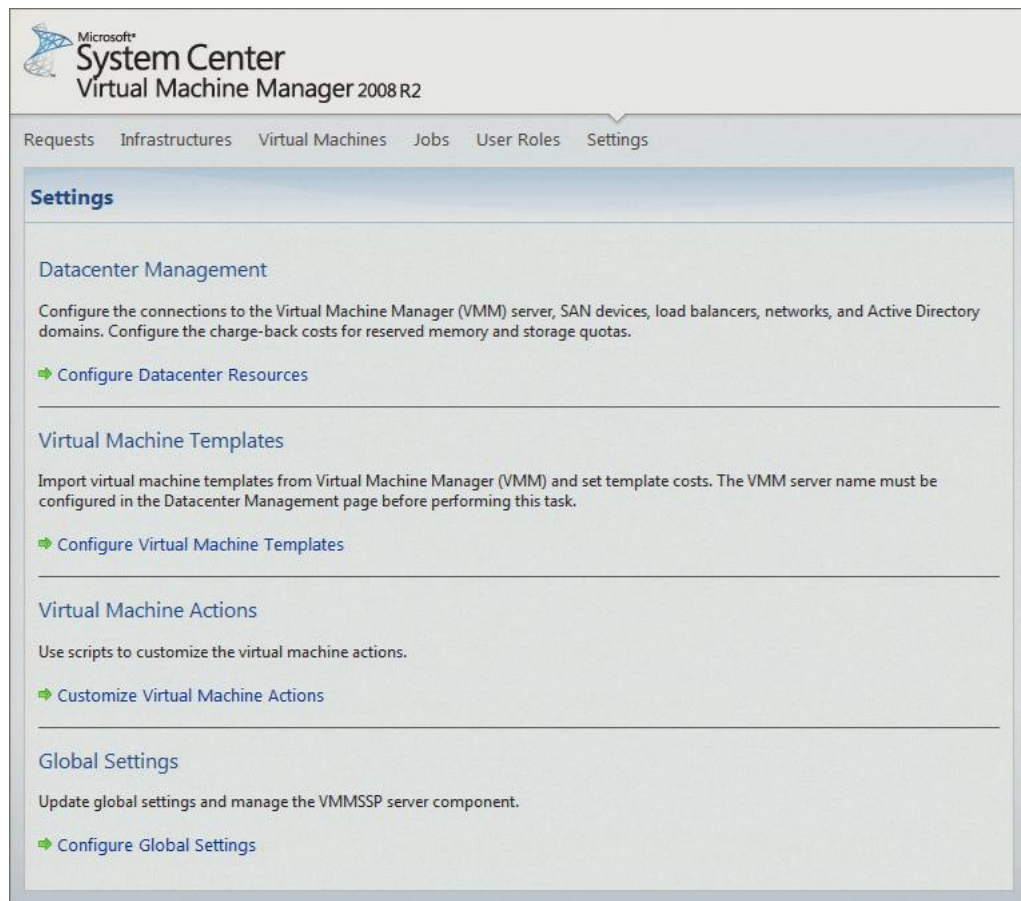 Microsoft®
System Center
Virtual Machine Manager 2008 R2
Requests Infrastructures Virtual Machines Jobs User Roles Settings
Settings
Datacenter Management
Configure the connections to the Virtual Machine Manager (VMM) server, SAN devices, load balancers, networks, and Active Directory
domains. Configure the charge-back costs for reserved memory and storage quotas.
Configure Datacenter Resources
Virtual Machine Templates
Import virtual machine templates from Virtual Machine Manager (VMM) and set template costs. The VMM server name must be
configured in the Datacenter Management page before performing this task.
Configure Virtual Machine Templates
Virtual Machine Actions
Use scripts to customize the virtual machine actions.
Customize Virtual Machine Actions
Global Settings
Update global settings and manage the VMMSSP server component.
Configure Global Settings